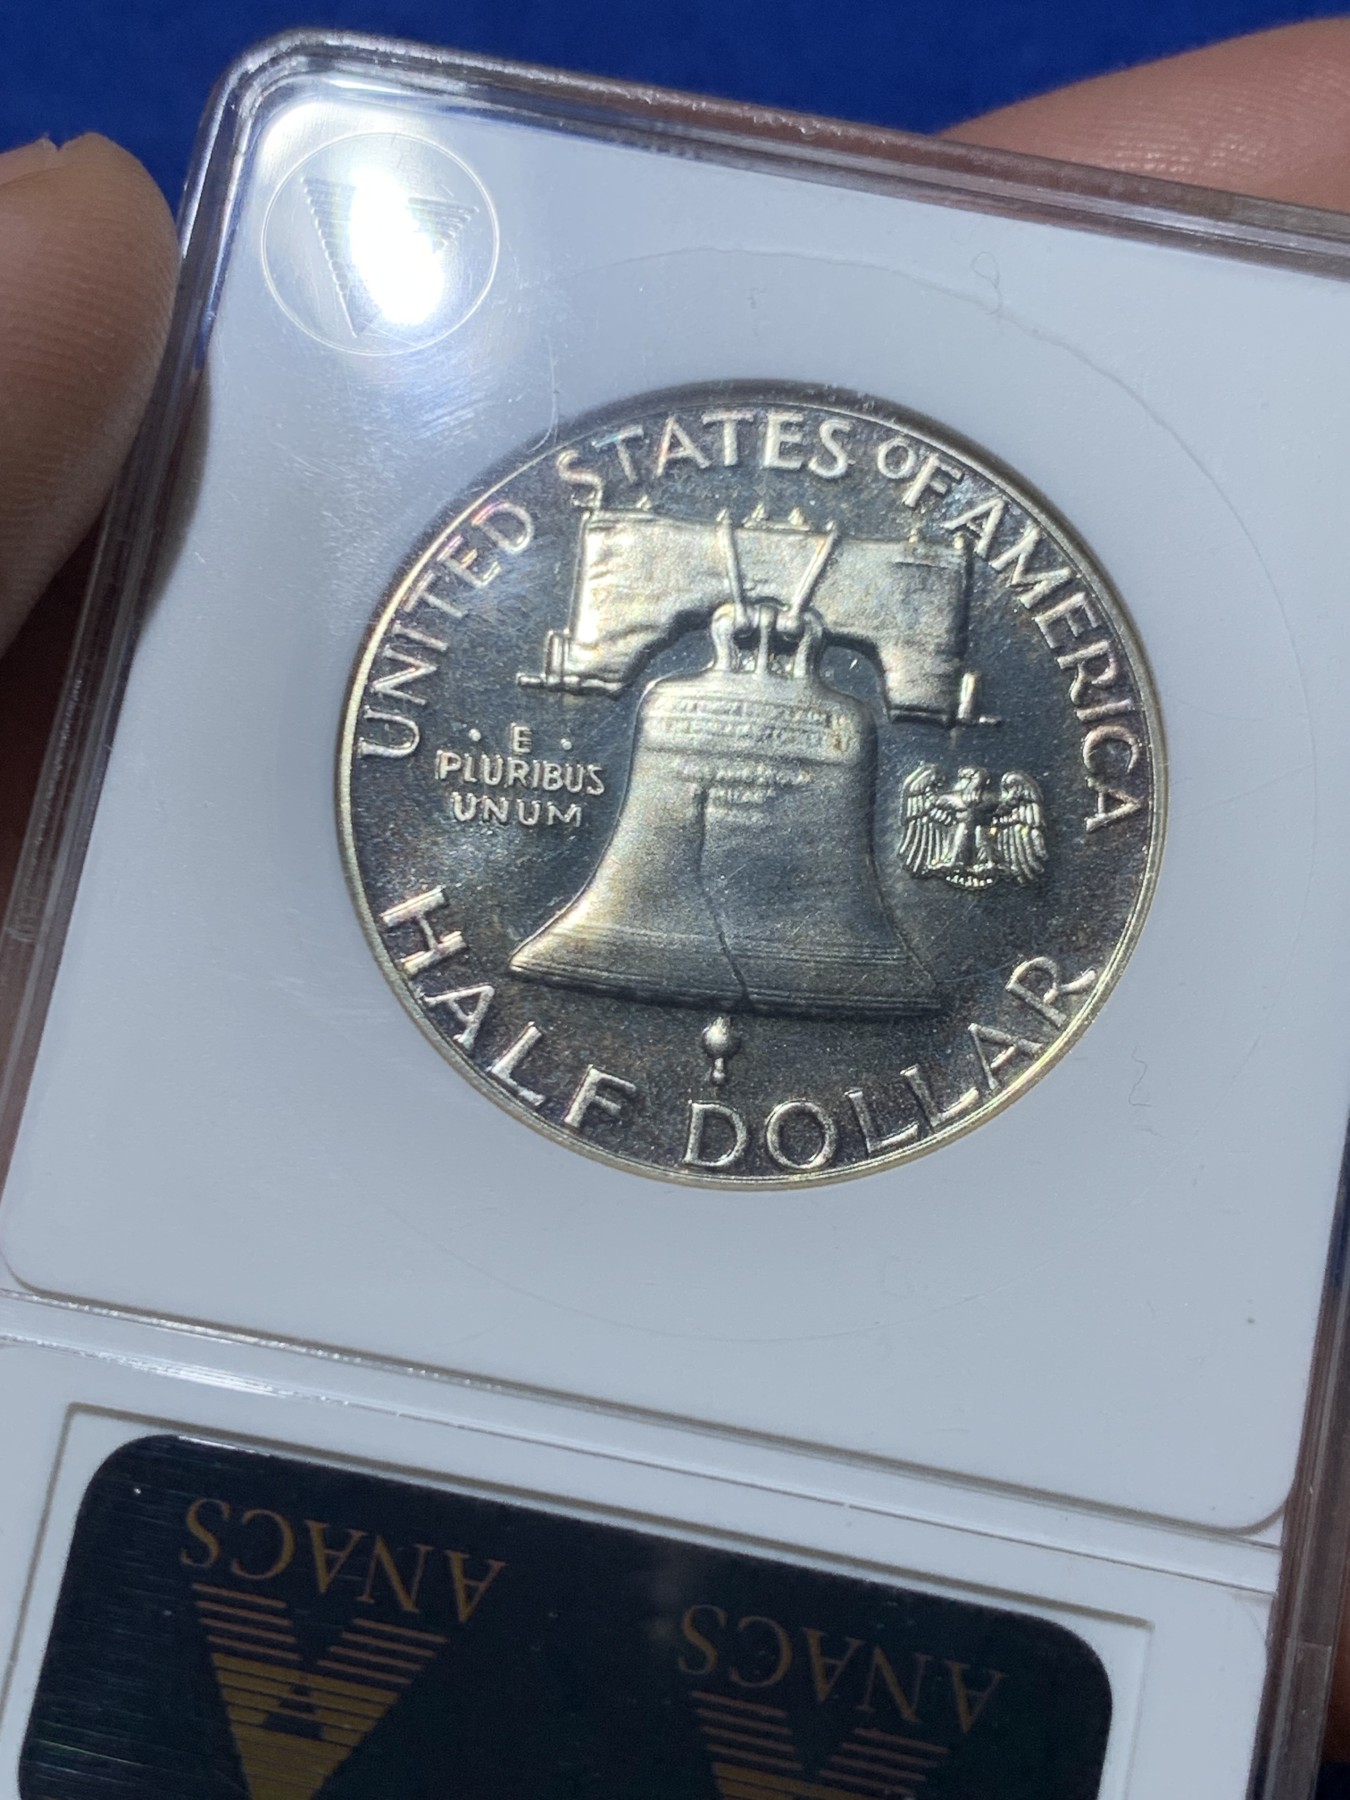 UNITED STATES OF AMERICA
· E ·
PLURIBUS
UNUM
HALF DOLLAR
ANACS
ANACS